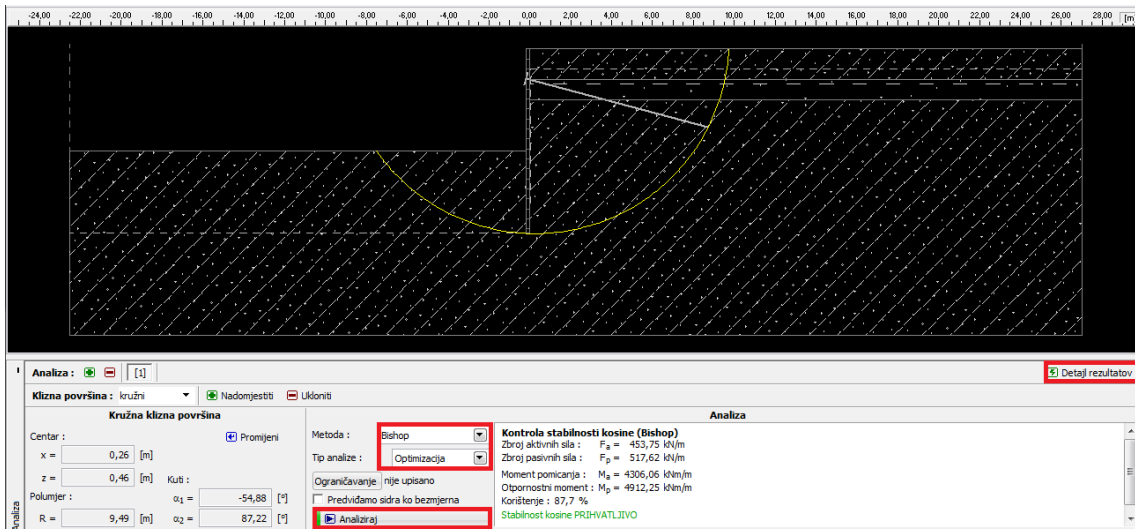 -24,00 -22,00 -20,00 -18,00 -16,00 -14,00 -12,00 -10,00 -8,00 -6,00 -4,00 -2,00 0,00 2,00 4,00 6,00 8,00 10,00 12,00 14,00 16,00 18,00 20,00 22,00 24,00 26,00 28,00 [m
Analiza : [1] Detajl rezultatov
Klizna površina : kružni Nadomjestiti Ukloniti
Kružna klizna površina
Centar : Promijeni
x = 0,26 [m]
z = 0,46 [m] Kuti :
Polumjer : α1 = -54,88 [°]
R = 9,49 [m] α2 = 87,22 [°]
Metoda : Bishop
Tip analize : Optimizacija
Ograničavanje nije upisano
Predviđamo sidra ko bezmjerna
Analiziraj
Analiza
Kontrola stabilnosti kosine (Bishop)
Zbroj aktivnih sila : Fa = 453,75 kN/m
Zbroj pasivnih sila : Fp = 517,62 kN/m
Moment pomicanja : Ma = 4306,06 kNm/m
Otpornostni moment : Mp = 4912,25 kNm/m
Korištenje : 87,7 %
Stabilnost kosine PRIHVATLJIVO
Analiza